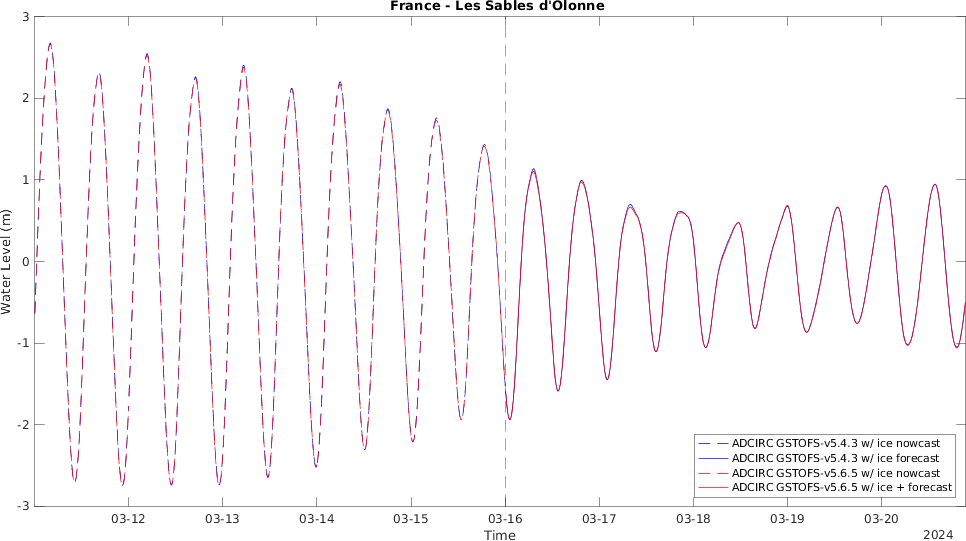 France - Les Sables d'Olonne
3
2
1
0
-1
-2
-3
Water Level (m)
03-12 03-13 03-14 03-15 03-16 03-17 03-18 03-19 03-20
Time
2024
ADCIRC GSTOFS-v5.4.3 w/ ice nowcast
ADCIRC GSTOFS-v5.4.3 w/ ice forecast
ADCIRC GSTOFS-v5.6.5 w/ ice nowcast
ADCIRC GSTOFS-v5.6.5 w/ ice + forecast